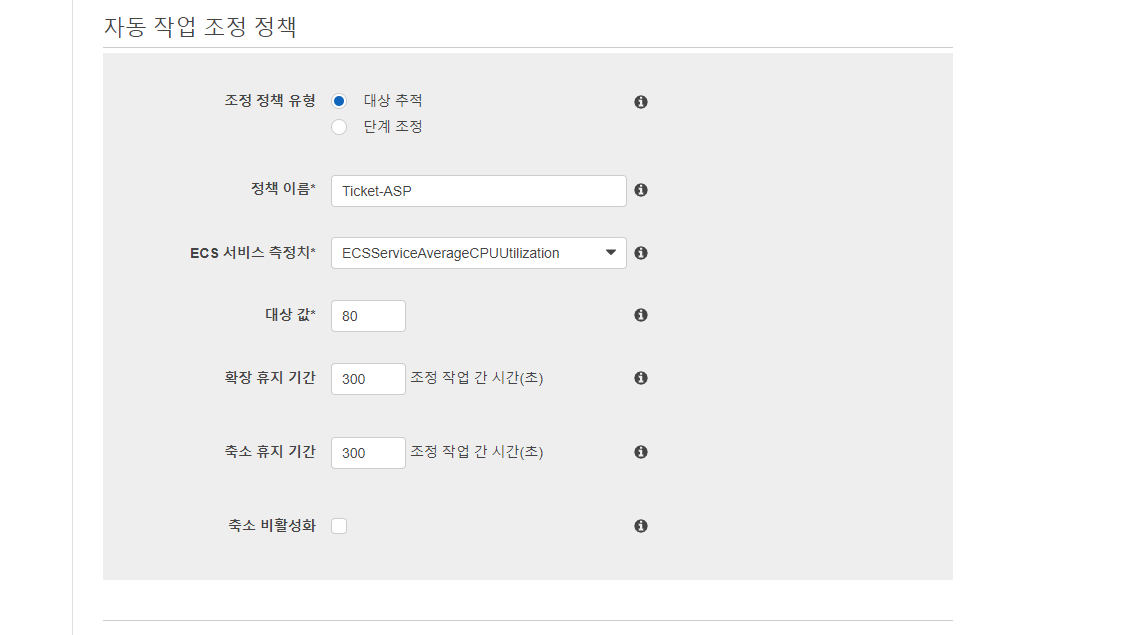 자동 작업 조정 정책
조정 정책 유형 대상 추적
단계 조정
정책 이름* Ticket-ASP
ECS 서비스 측정치* ECSServiceAverageCPUUtilization
대상 값* 80
확장 휴지 기간 300 조정 작업 간 시간(초)
축소 휴지 기간 300 조정 작업 간 시간(초)
축소 비활성화